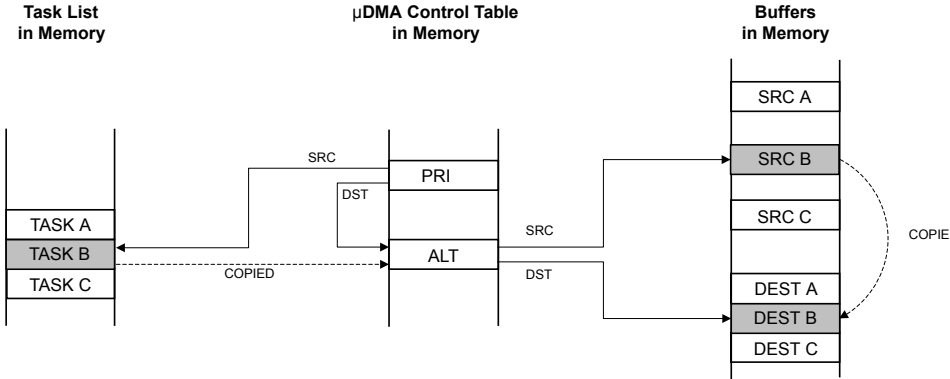 Task List
in Memory
µDMA Control Table
in Memory
Buffers
in Memory
SRC A
SRC
SRC B
PRI
DST
TASK A
SRC C
SRC
COPIE
TASK B
ALT
COPIED
DST
TASK C
DEST A
DEST B
DEST C